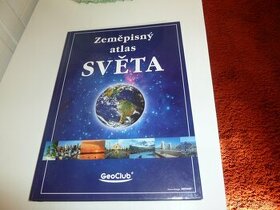 Zeměpisný
atlas
SVĚTA
GeoClub®